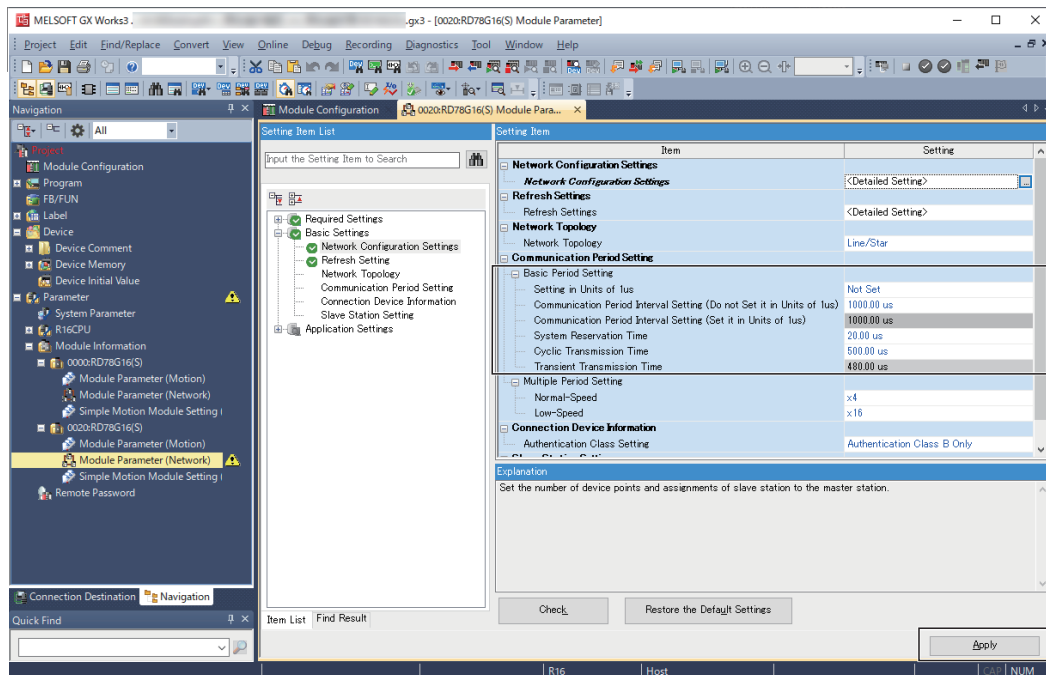 MELSOFT GX Works3 . .gx3 - [0020:RD78G16(S) Module Parameter]
Project Edit Find/Replace Convert View Online Debug Recording Diagnostics Tool Window Help
All
Navigation
Project
Module Configuration
Program
FB/FUN
Label
Device
Device Comment
Device Memory
Device Initial Value
Parameter
System Parameter
R16CPU
Module Information
0000:RD78G16(S)
Module Parameter (Motion)
Module Parameter (Network)
Simple Motion Module Setting (
0020:RD78G16(S)
Module Parameter (Motion)
Module Parameter (Network)
Simple Motion Module Setting (
Remote Password
Connection Destination Navigation
Quick Find
Module Configuration 0020:RD78G16(S) Module Para...
Setting Item List
Input the Setting Item to Search
Required Settings
Basic Settings
Network Configuration Settings
Refresh Setting
Network Topology
Communication Period Setting
Connection Device Information
Slave Station Setting
Application Settings
Item List Find Result
Setting Item
Item Setting
Network Configuration Settings
Network Configuration Settings <Detailed Setting> ...
Refresh Settings
Refresh Settings <Detailed Setting>
Network Topology
Network Topology Line/Star
Communication Period Setting
Basic Period Setting
Setting in Units of 1us Not Set
Communication Period Interval Setting (Do not Set it in Units of 1us) 1000.00 us
Communication Period Interval Setting (Set it in Units of 1us) 1000.00 us
System Reservation Time 20.00 us
Cyclic Transmission Time 500.00 us
Transient Transmission Time 480.00 us
Multiple Period Setting
Normal-Speed x4
Low-Speed x16
Connection Device Information
Authentication Class Setting Authentication Class B Only
Explanation
Set the number of device points and assignments of slave station to the master station.
Check Restore the Default Settings
Apply
R16 Host CAP NUM